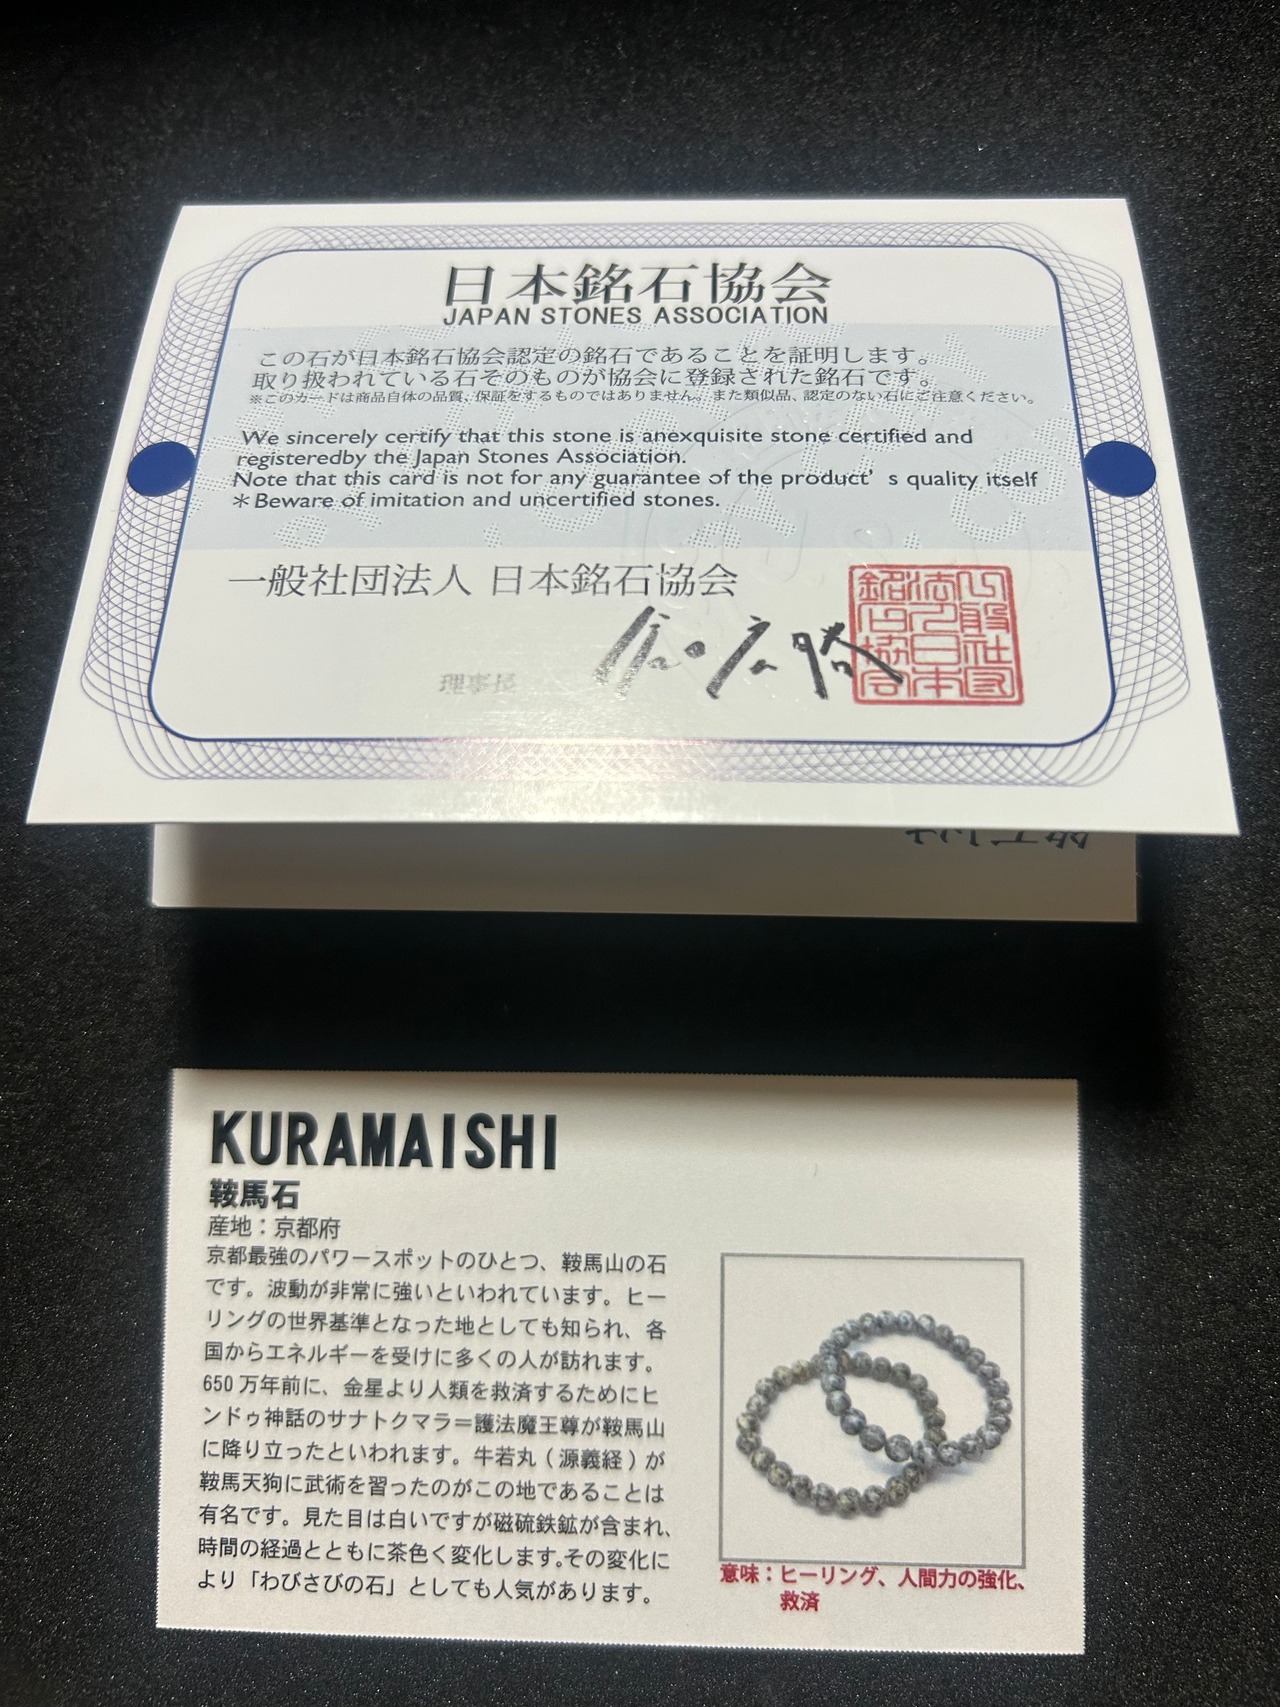 日本銘石協会
JAPAN STONES ASSOCIATION
この石が日本銘石協会認定の銘石であることを証明します。
取り扱われている石そのものが協会に登録された銘石です。
※このカードは商品自体の品質、保証をするものではありません。また類似品、認定のない石にご注意ください。
We sincerely certify that this stone is anexquisite stone certified and
registeredby the Japan Stones Association.
Note that this card is not for any guarantee of the product’s quality itself
＊Beware of imitation and uncertified stones.
一般社団法人 日本銘石協会
理事長
一般社団法人日本銘石協会
KURAMAISHI
鞍馬石
産地：京都府
京都最強のパワースポットのひとつ、鞍馬山の石
です。波動が非常に強いといわれています。ヒー
リングの世界基準となった地としても知られ、各
国からエネルギーを受けに多くの人が訪れます。
650万年前に、金星より人類を救済するためにヒ
ンドゥ神話のサナトクマラ＝護法魔王尊が鞍馬山
に降り立ったといわれます。牛若丸（源義経）が
鞍馬天狗に武術を習ったのがこの地であることは
有名です。見た目は白いですが磁硫鉄鉱が含まれ、
時間の経過とともに茶色く変化します。その変化に
より「わびさびの石」としても人気があります。
意味：ヒーリング、人間力の強化、
救済